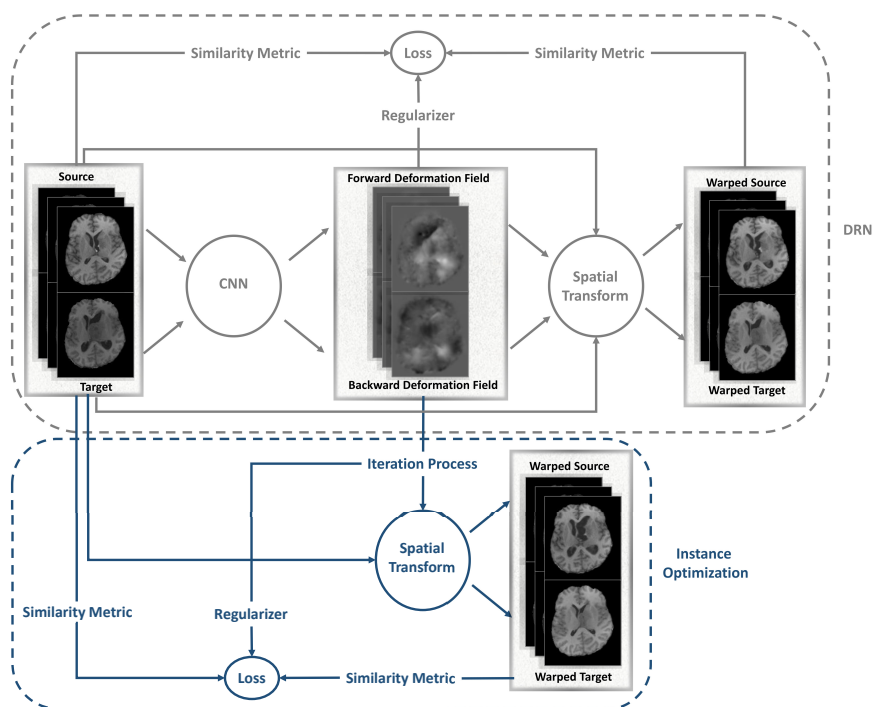 Similarity Metric
Loss
Similarity Metric
Regularizer
Source
Forward Deformation Field
Warped Source
CNN
Spatial
Transform
DRN
Target
Backward Deformation Field
Warped Target
Iteration Process
Warped Source
Spatial
Transform
Instance
Optimization
Similarity Metric
Regularizer
Loss
Similarity Metric
Warped Target